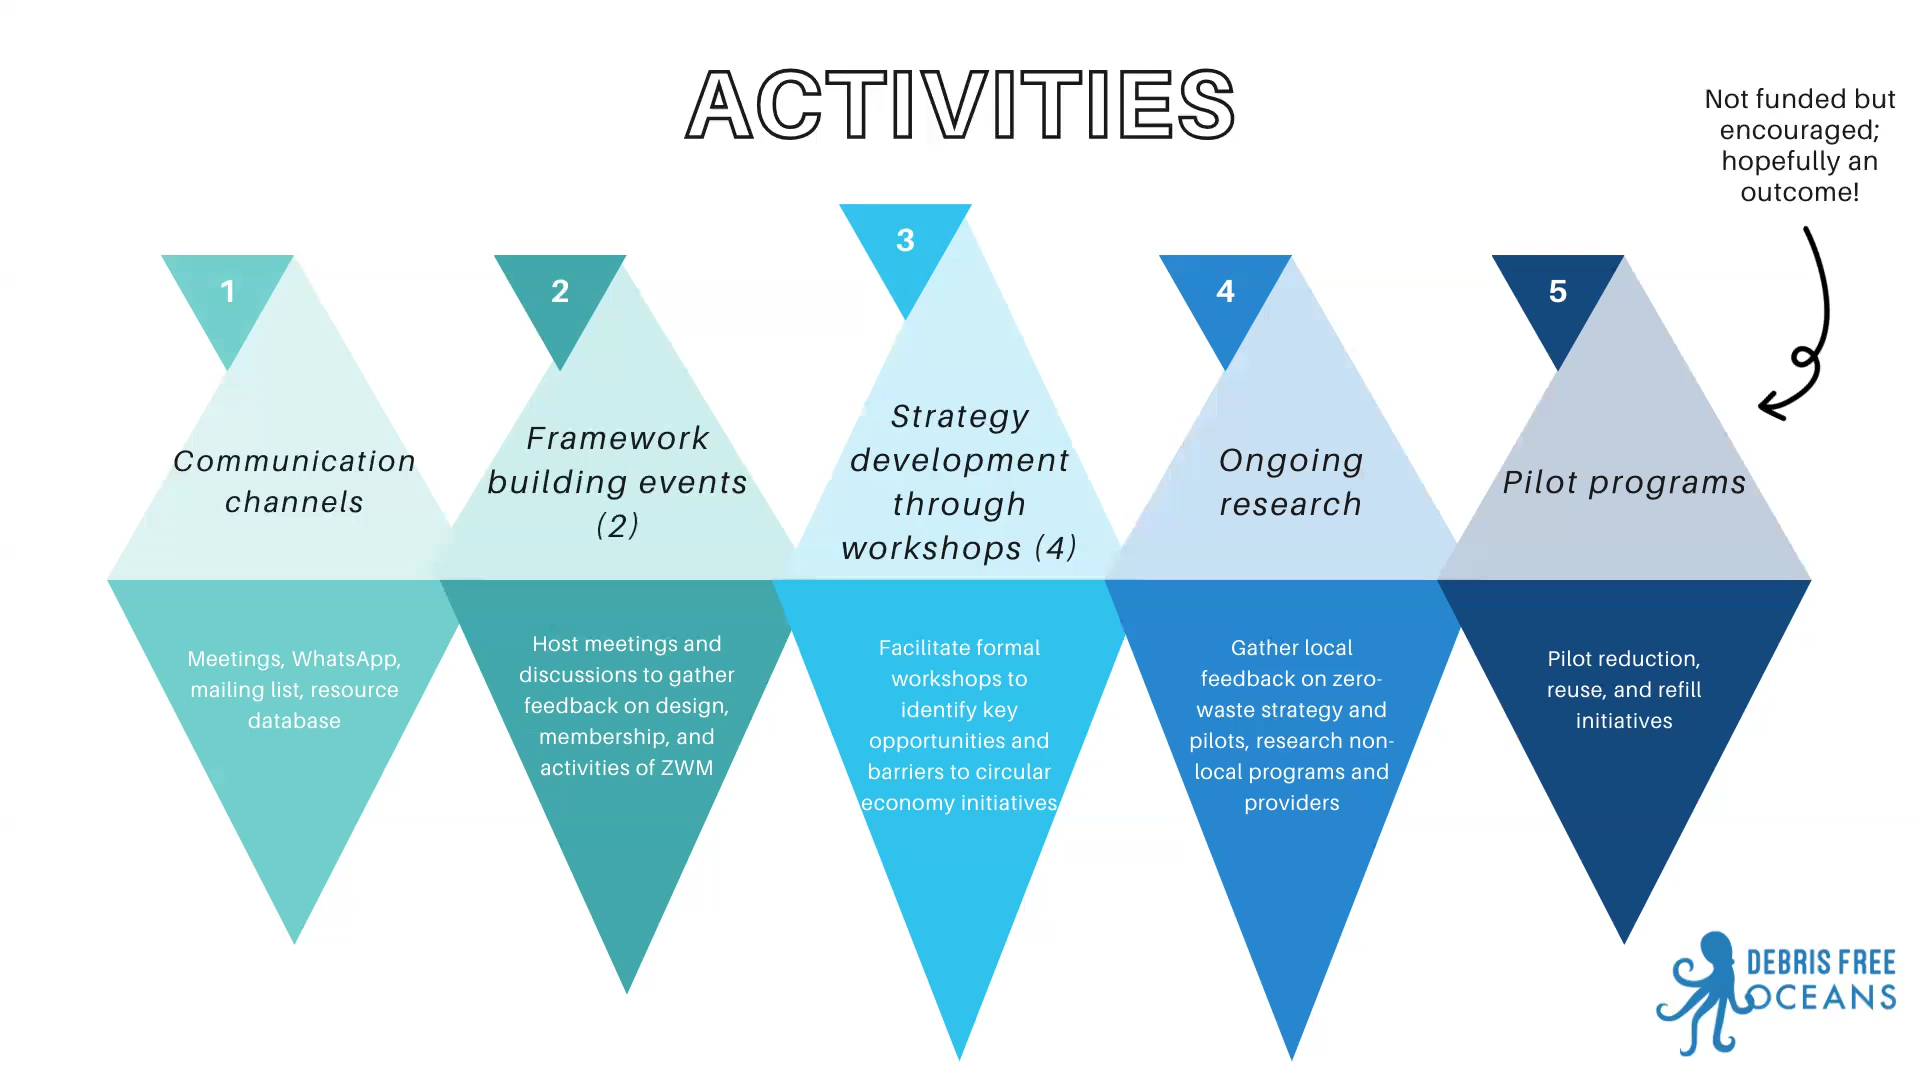 ACTIVITIES
Not funded but
encouraged;
hopefully an
outcome!
1
Communication
channels
Meetings, WhatsApp,
mailing list, resource
database
2
Framework
building events
(2)
Host meetings and
discussions to gather
feedback on design,
membership, and
activities of ZWM
3
Strategy
development
through
workshops (4)
Facilitate formal
workshops to
identify key
opportunities and
barriers to circular
economy initiatives
4
Ongoing
research
Gather local
feedback on zero-
waste strategy and
pilots, research non-
local programs and
providers
5
Pilot programs
Pilot reduction,
reuse, and refill
initiatives
DEBRIS FREE
OCEANS